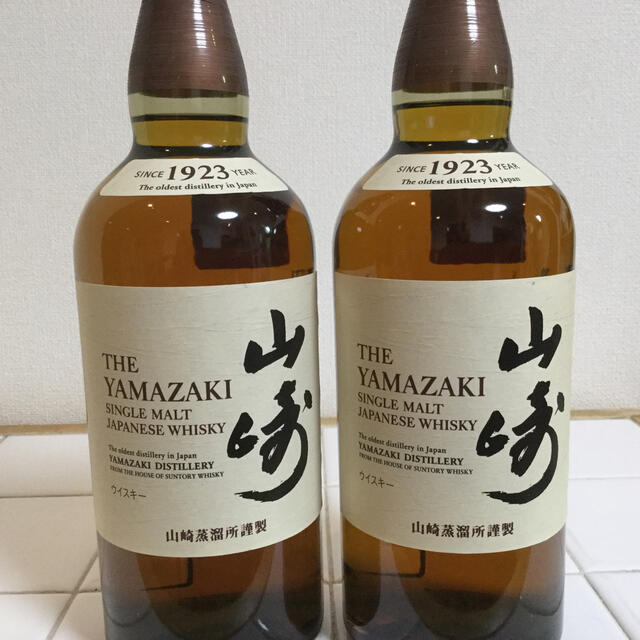 SINCE 1923 YEAR
The oldest distillery in Japan
THE
YAMAZAKI
SINGLE MALT
JAPANESE WHISKY
山崎
The oldest distillery in Japan
YAMAZAKI DISTILLERY
FROM THE HOUSE OF SUNTORY WHISKY
ウイスキー
山崎蒸溜所謹製
SINCE 1923 YEAR
The oldest distillery in Japan
THE
YAMAZAKI
SINGLE MALT
JAPANESE WHISKY
山崎
The oldest distillery in Japan
YAMAZAKI DISTILLERY
FROM THE HOUSE OF SUNTORY WHISKY
ウイスキー
山崎蒸溜所謹製